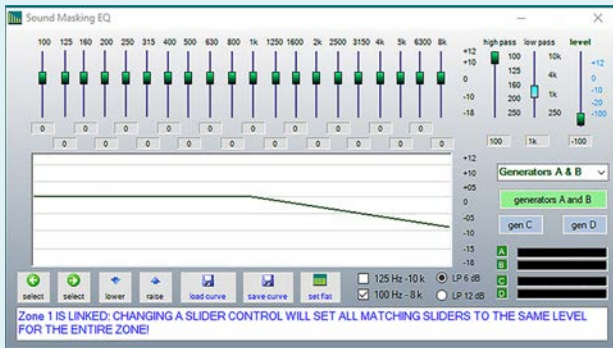 Sound Masking EQ
100 125 160 200 250 315 400 500 630 800 1k 1250 1600 2k 2500 3150 4k 5k 6300 8k
+12
+10
0
-10
-18
high pass low pass level
100 10k
125 4k
160 1k
200
250 250
+12
0
-10
-20
-100
0 0 0 0 0 0 0 0 0 0
0 0 0 0 0 0 0 0 0 0
100 1k -100
+12
+10
+05
0
-05
-10
-15
-18
Generators A & B
generators A and B
gen C gen D
A
B
C
D
select select lower raise load curve save curve set flat
125 Hz -10 k LP 6 dB
100 Hz - 8 k LP 12 dB
Zone 1 IS LINKED: CHANGING A SLIDER CONTROL WILL SET ALL MATCHING SLIDERS TO THE SAME LEVEL
FOR THE ENTIRE ZONE!